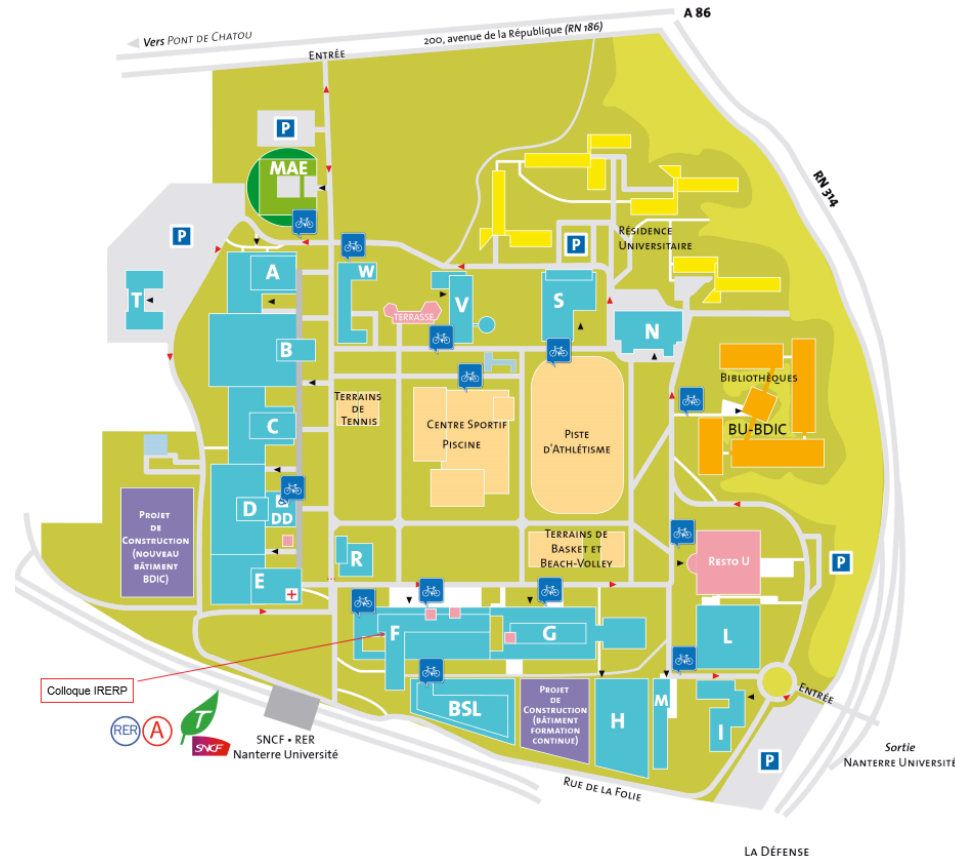 A 86
Vers PONT DE CHATOU
200, avenue de la République (RN 186)
ENTRÉE
P
MAE
RN 314
P
RÉSIDENCE
UNIVERSITAIRE
P
A
W
T
V
S
TERRASSE
N
B
BIBLIOTHÈQUES
BU-BDIC
TERRAINS
DE
TENNIS
CENTRE SPORTIF
PISCINE
PISTE
D'ATHLÉTISME
C
D
DD
PROJET
DE
CONSTRUCTION
(NOUVEAU
BÂTIMENT
BDIC)
TERRAINS DE
BASKET ET
BEACH-VOLLEY
R
RESTO U
P
E
F
G
L
Colloque IRERP
BSL
PROJET
DE
CONSTRUCTION
(BÂTIMENT
FORMATION
CONTINUE)
H
M
I
ENTRÉE
RER
A
T
SNCF
SNCF • RER
NANTERRE UNIVERSITÉ
P
Sortie
NANTERRE UNIVERSITÉ
RUE DE LA FOLIE
LA DÉFENSE